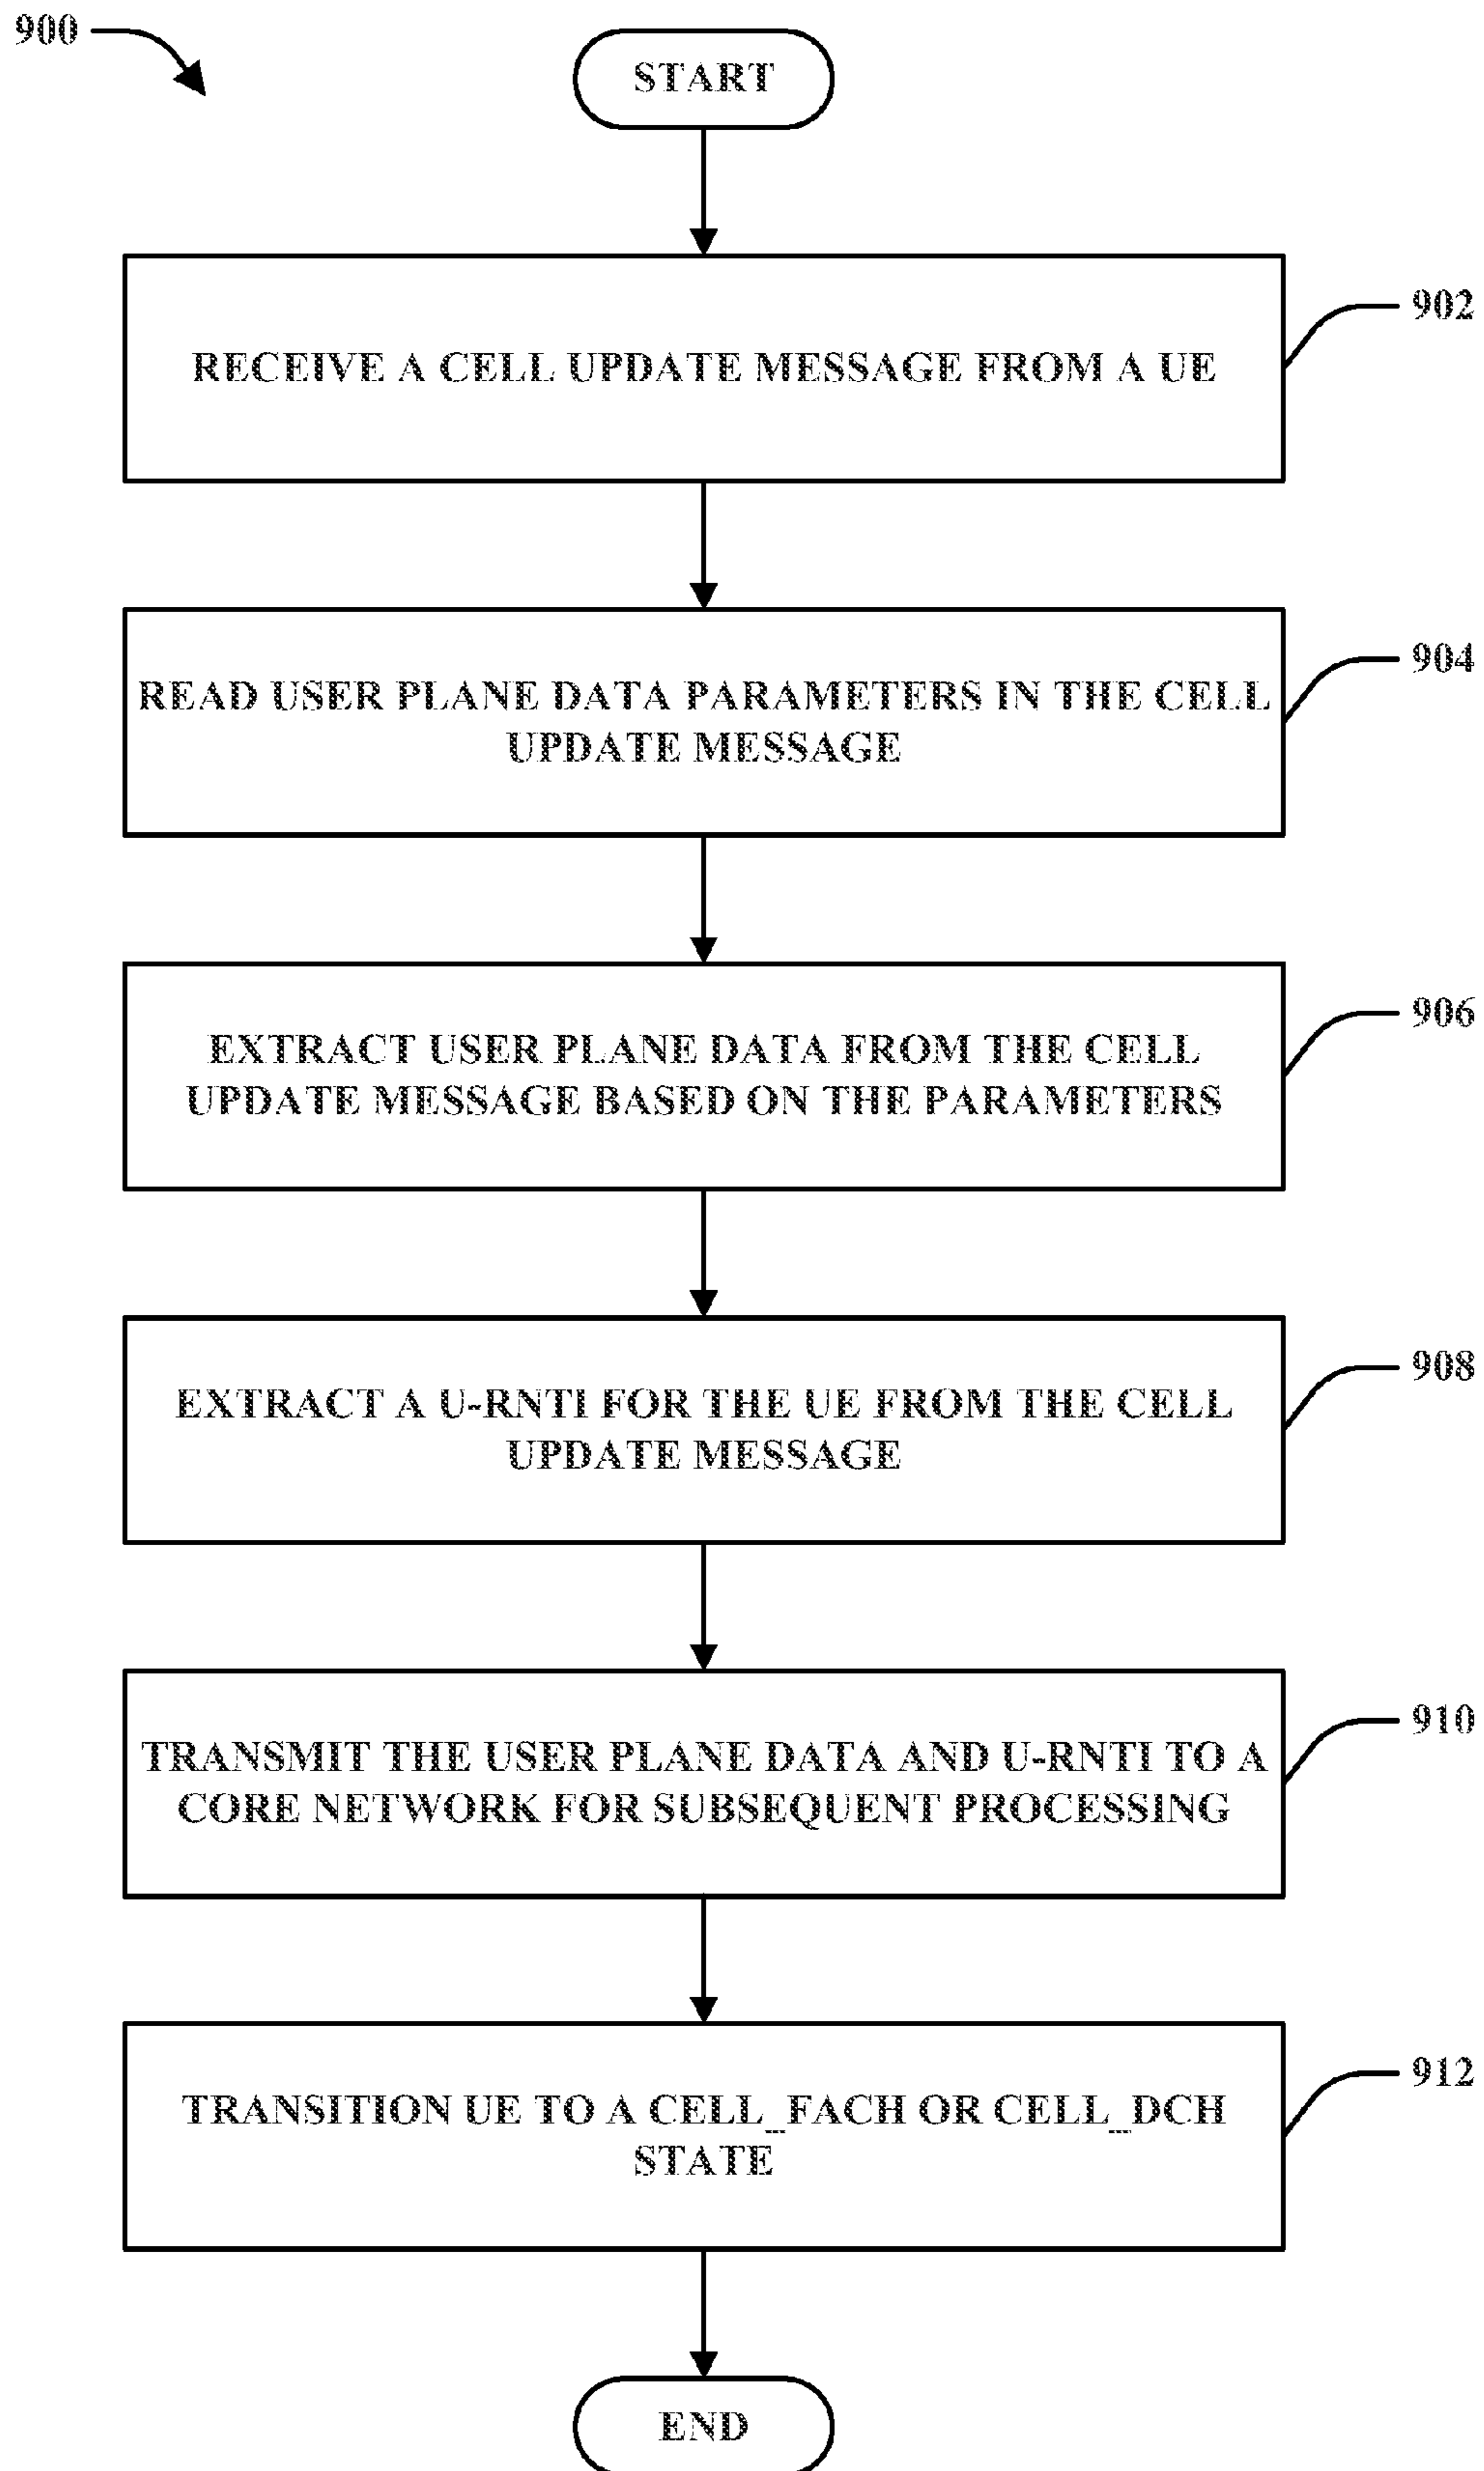 900
START
RECEIVE A CELL UPDATE MESSAGE FROM A UE
902
READ USER PLANE DATA PARAMETERS IN THE CELL
UPDATE MESSAGE
904
EXTRACT USER PLANE DATA FROM THE CELL
UPDATE MESSAGE BASED ON THE PARAMETERS
906
EXTRACT A U-RNTI FOR THE UE FROM THE CELL
UPDATE MESSAGE
908
TRANSMIT THE USER PLANE DATA AND U-RNTI TO A
CORE NETWORK FOR SUBSEQUENT PROCESSING
910
TRANSITION UE TO A CELL_FACH OR CELL_DCH
STATE
912
END